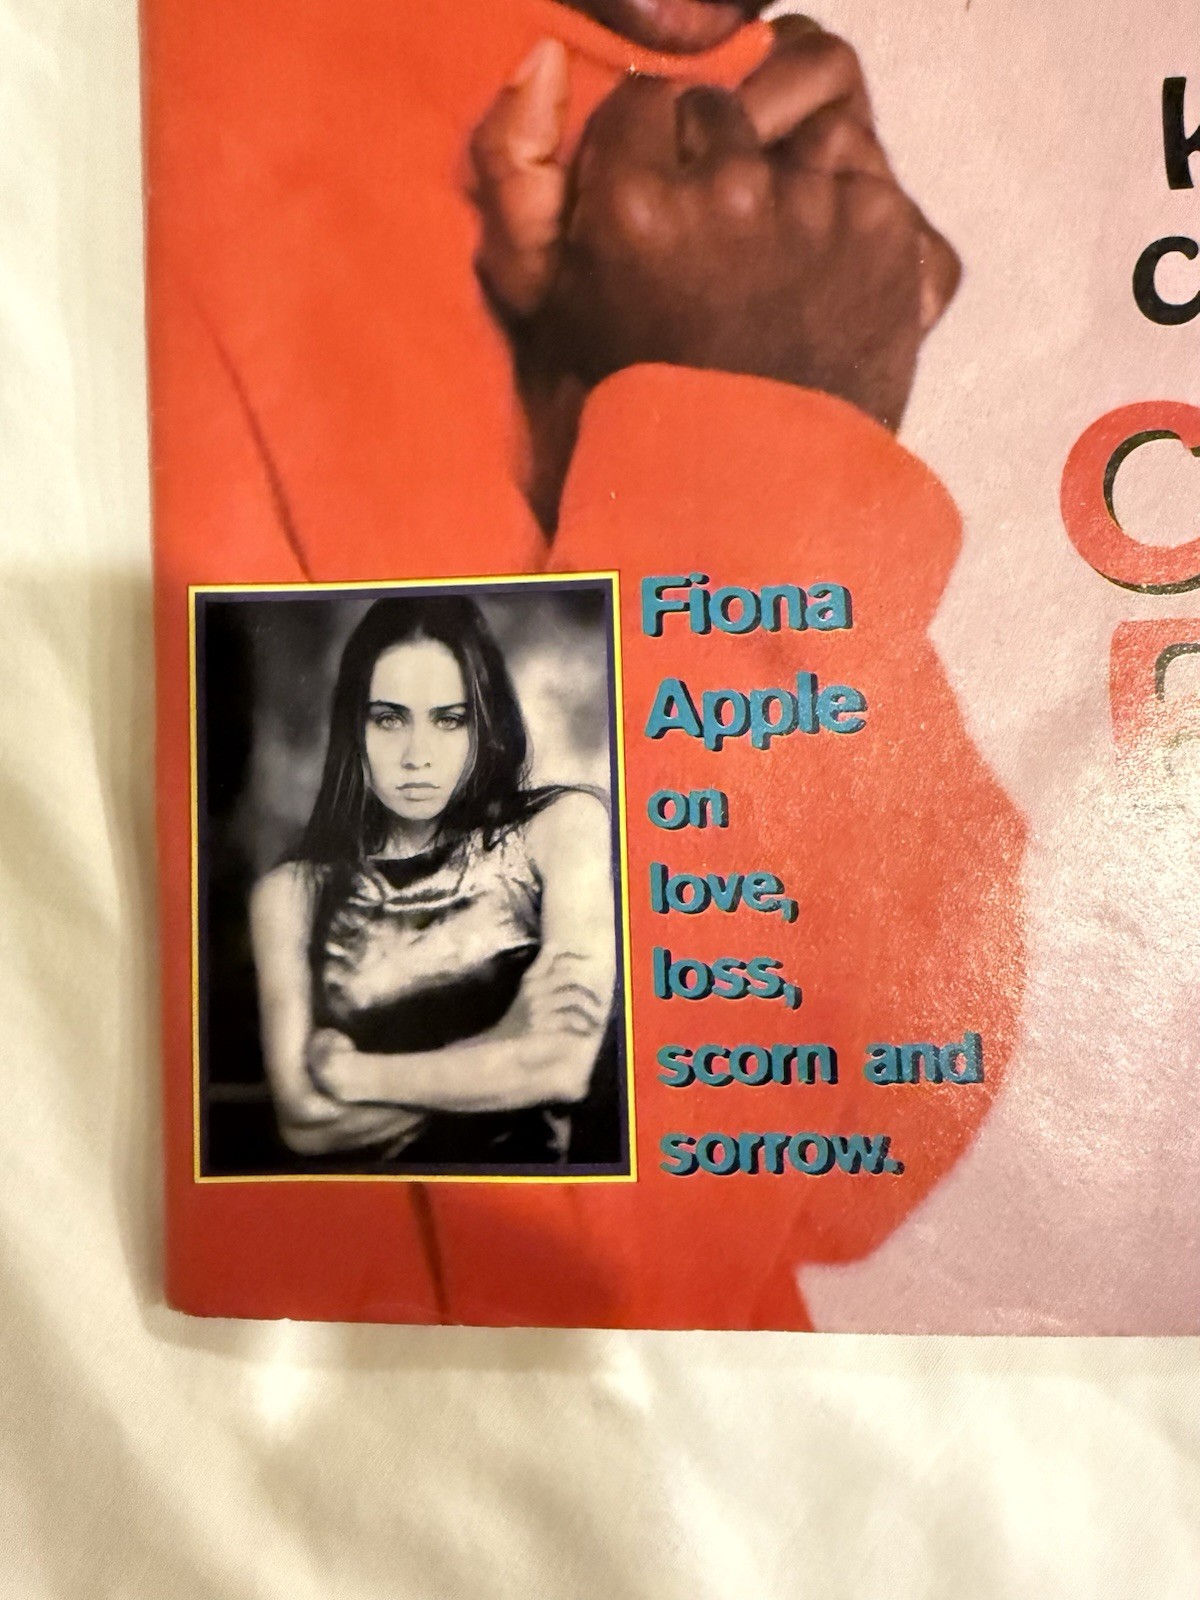 Fiona
Apple
on
love,
loss,
scorn and
sorrow.